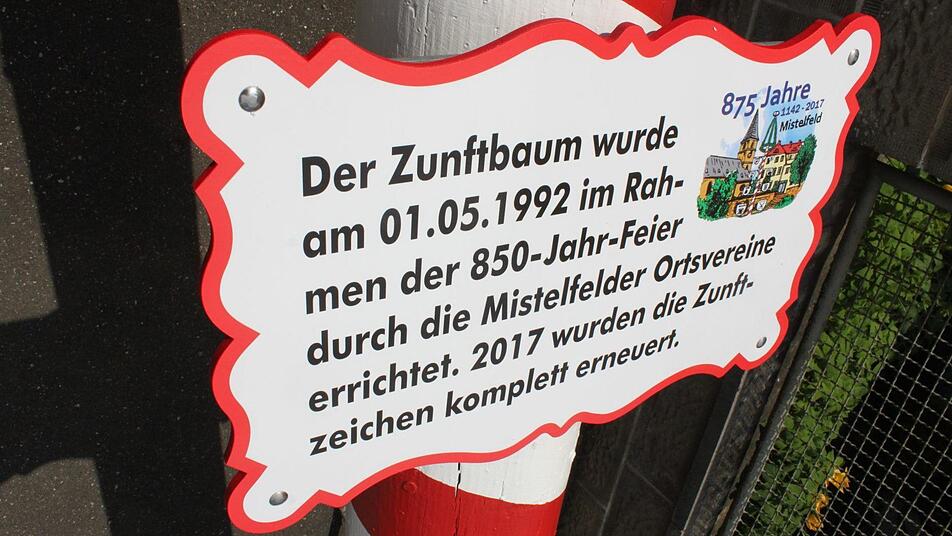 875 Jahre
1142 - 2017
Mistelfeld
Der Zunftbaum wurde
am 01.05.1992 im Rah-
men der 850-Jahr-Feier
durch die Mistelfelder Ortsvereine
errichtet. 2017 wurden die Zunft-
zeichen komplett erneuert.